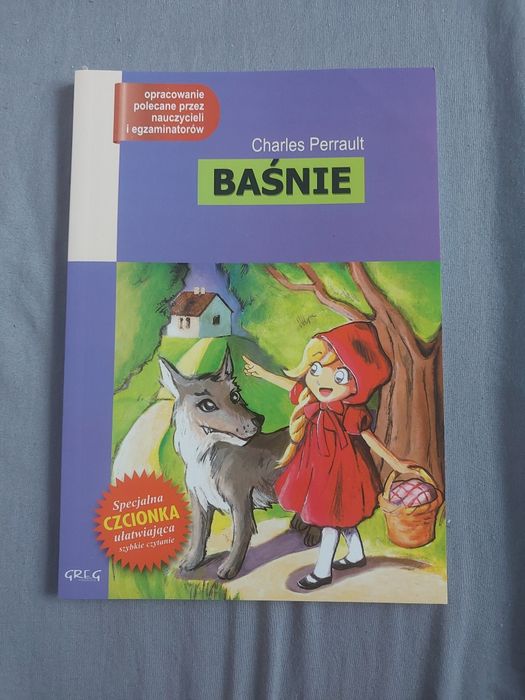 opracowanie
polecane przez
nauczycieli
i egzaminatorów
Charles Perrault
BAŚNIE
Specjalna
CZCIONKA
ułatwiająca
szybkie czytanie
GREG